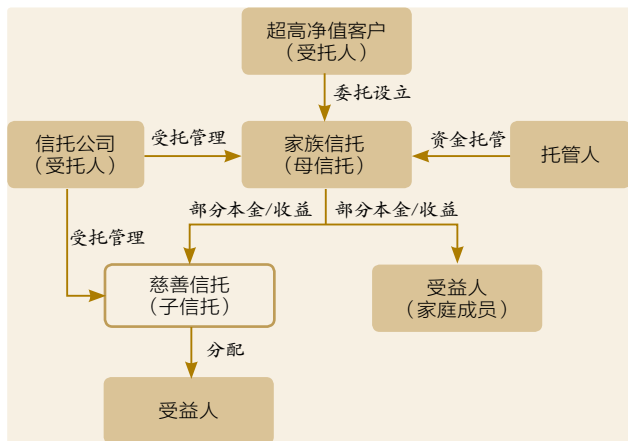 超高净值客户
（受托人）
委托设立
信托公司
（受托人）
受托管理
家族信托
（母信托）
资金托管
托管人
部分本金/收益
部分本金/收益
受托管理
慈善信托
（子信托）
受益人
（家庭成员）
分配
受益人